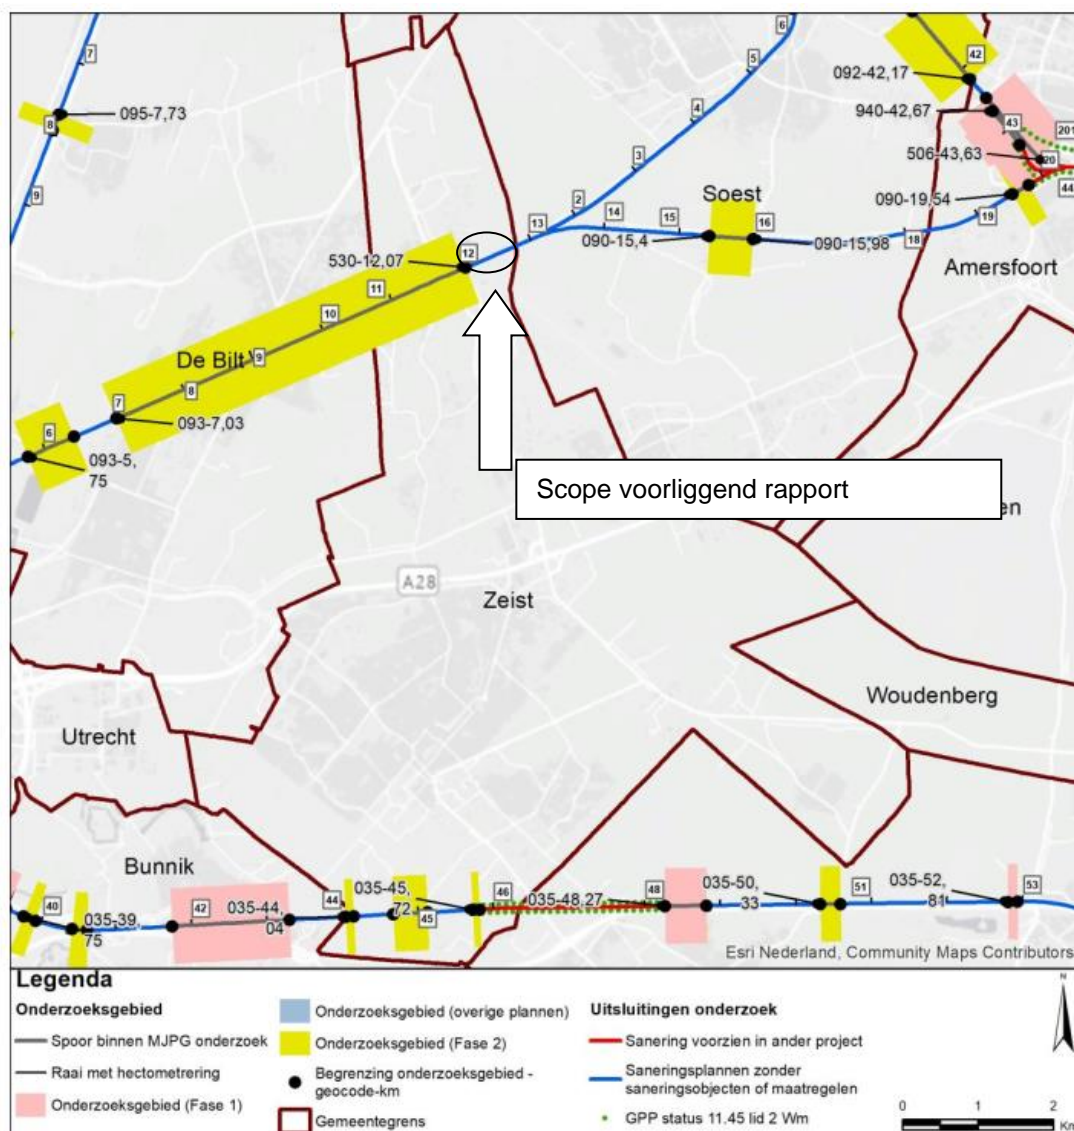 7
6
5
4
3
2
42
092-42,17
940-42,67
43
201
506-43,63
20
44
090-19,54
095-7,73
8
9
Soest
13
14
15
16
090-15,4
090-15,98
18
19
Amersfoort
12
530-12,07
11
10
9
De Bilt
8
7
093-7,03
6
093-5,
75
Scope voorliggend rapport
en
A28
Zeist
Woudenberg
Utrecht
Bunnik
40
035-39,
75
42
035-44,
04
44
035-45,
72
45
46
035-48,27
48
035-50,
33
51
035-52,
81
53
Esri Nederland, Community Maps Contributors
Legenda
Onderzoeksgebied
Spoor binnen MJPG onderzoek
Raai met hectometrering
Onderzoeksgebied (Fase 1)
Onderzoeksgebied (overige plannen)
Onderzoeksgebied (Fase 2)
Begrenzing onderzoeksgebied -
geocode-km
Gemeentegrens
Uitsluitingen onderzoek
Sanering voorzien in ander project
Saneringsplannen zonder
saneringsobjecten of maatregelen
GPP status 11.45 lid 2 Wm
N
0 1 2
Km